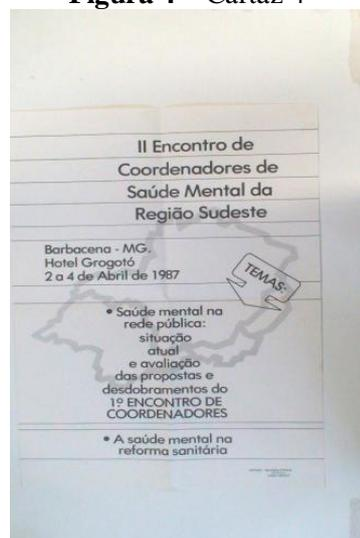 Figura 4 – Cartaz 4
II Encontro de
Coordenadores de
Saúde Mental da
Região Sudeste
Barbacena - MG.
Hotel Grogotó
2 a 4 de Abril de 1987
TEMAS:
• Saúde mental na
rede pública:
situação
atual
e avaliação
das propostas e
desdobramentos do
1º ENCONTRO DE
COORDENADORES
• A saúde mental na
reforma sanitária